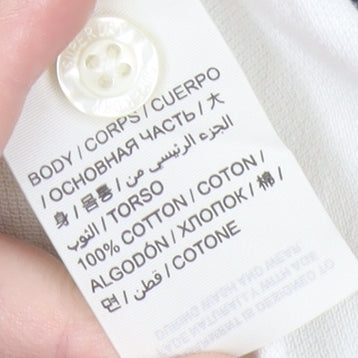 SUPERDRY
BODY / CORPS / CUERPO
/ ОСНОВНАЯ ЧАСТЬ / 大
身 / 몸통 / الجزء الرئيسي من
الثوب / TORSO
100% COTTON / COTON /
ALGODÓN / ХЛОПОК / 棉 /
면 / قطن / COTONE